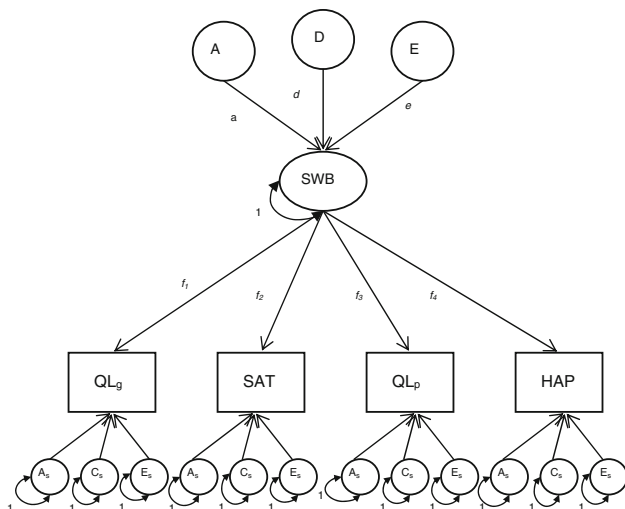 A D E
a d e
SWB
1
f₁ f₂ f₃ f₄
QLg SAT QLp HAP
As Cs Es As Cs Es As Cs Es As Cs Es
1 1 1 1 1 1 1 1 1 1 1 1